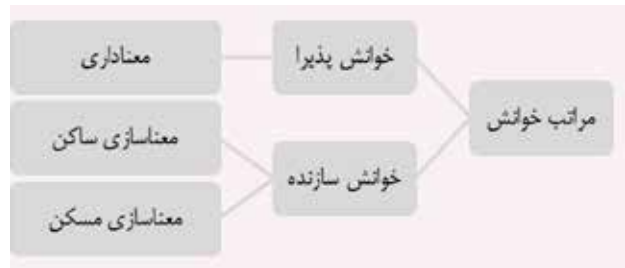 مراتب خوانش
خوانش پذیرا
معناداری
خوانش سازنده
معناسازی ساکن
معناسازی مسکن